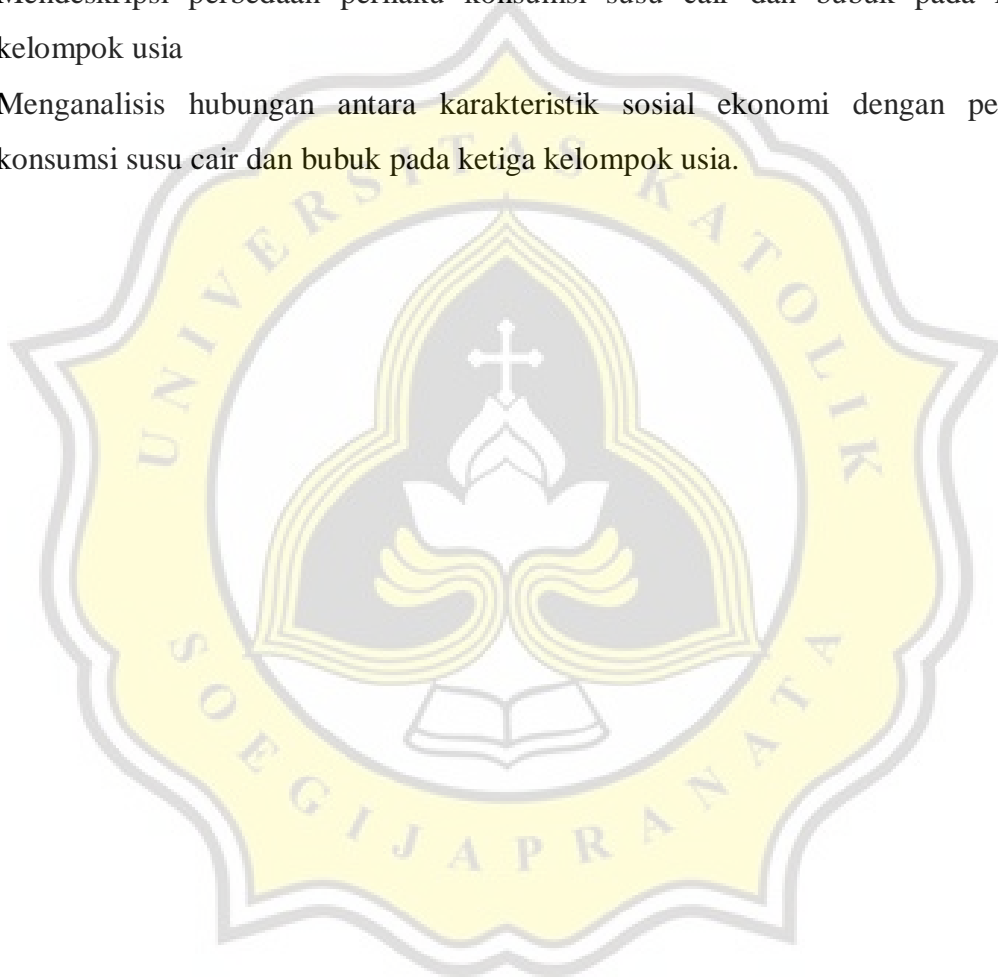 Mendeskripsi perbedaan perilaku konsumsi susu cair dan bubuk pada
kelompok usia
Menganalisis hubungan antara karakteristik sosial ekonomi dengan pe
konsumsi susu cair dan bubuk pada ketiga kelompok usia.
UNIVERSITAS KATOLIK
SOEGIJAPRANATA